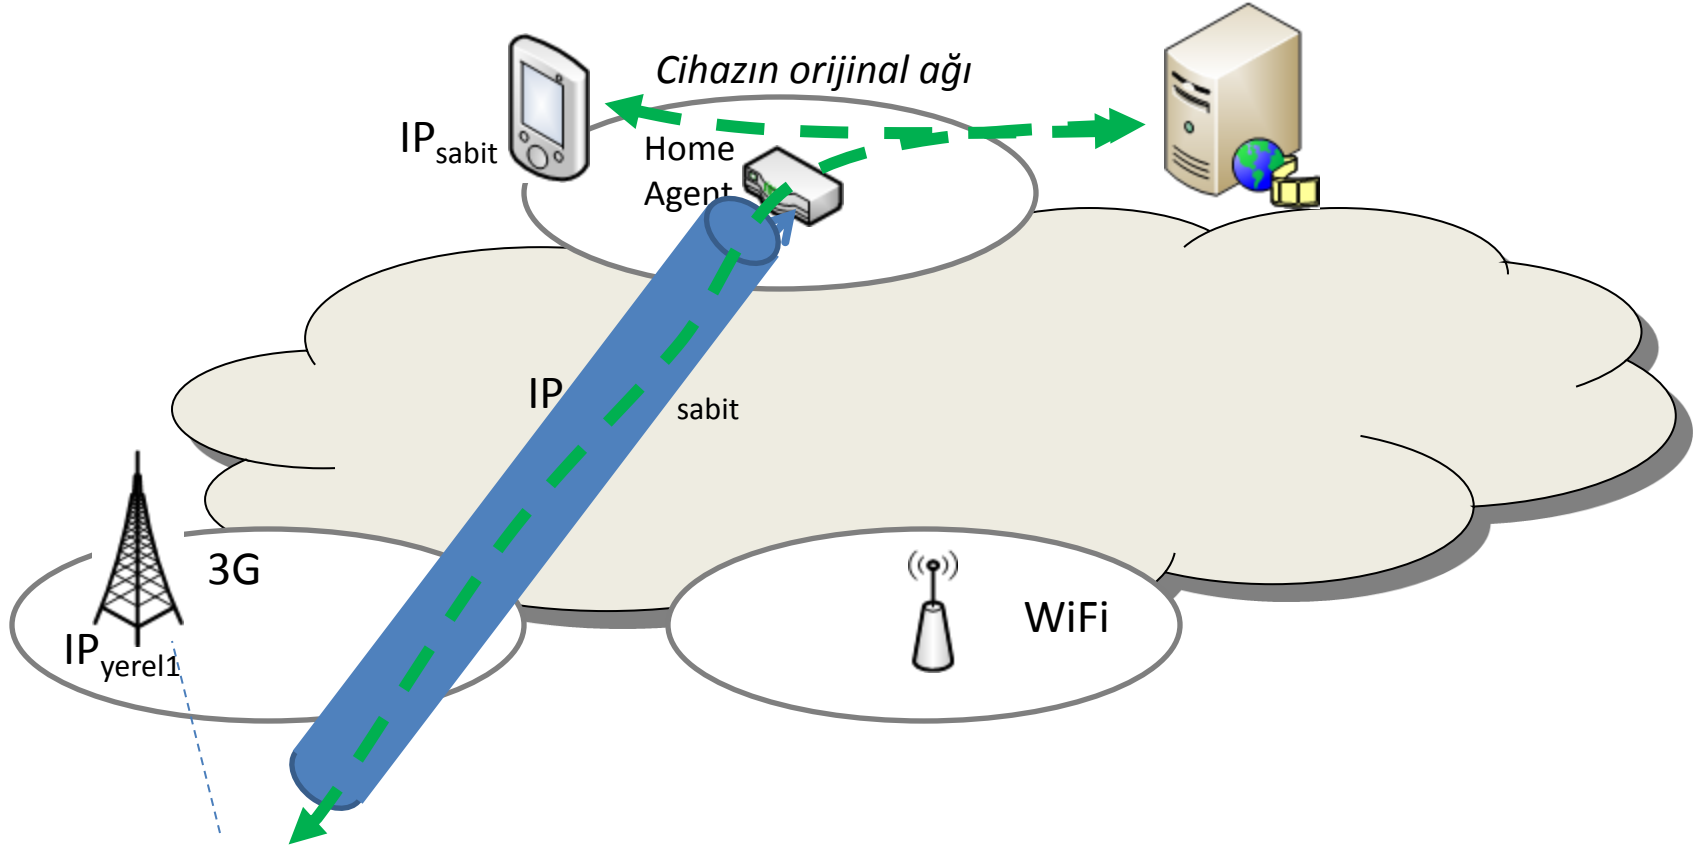 Cihazın orijinal ağı
IPsabit
Home
Agent
IP sabit
3G
IPyerel1
WiFi